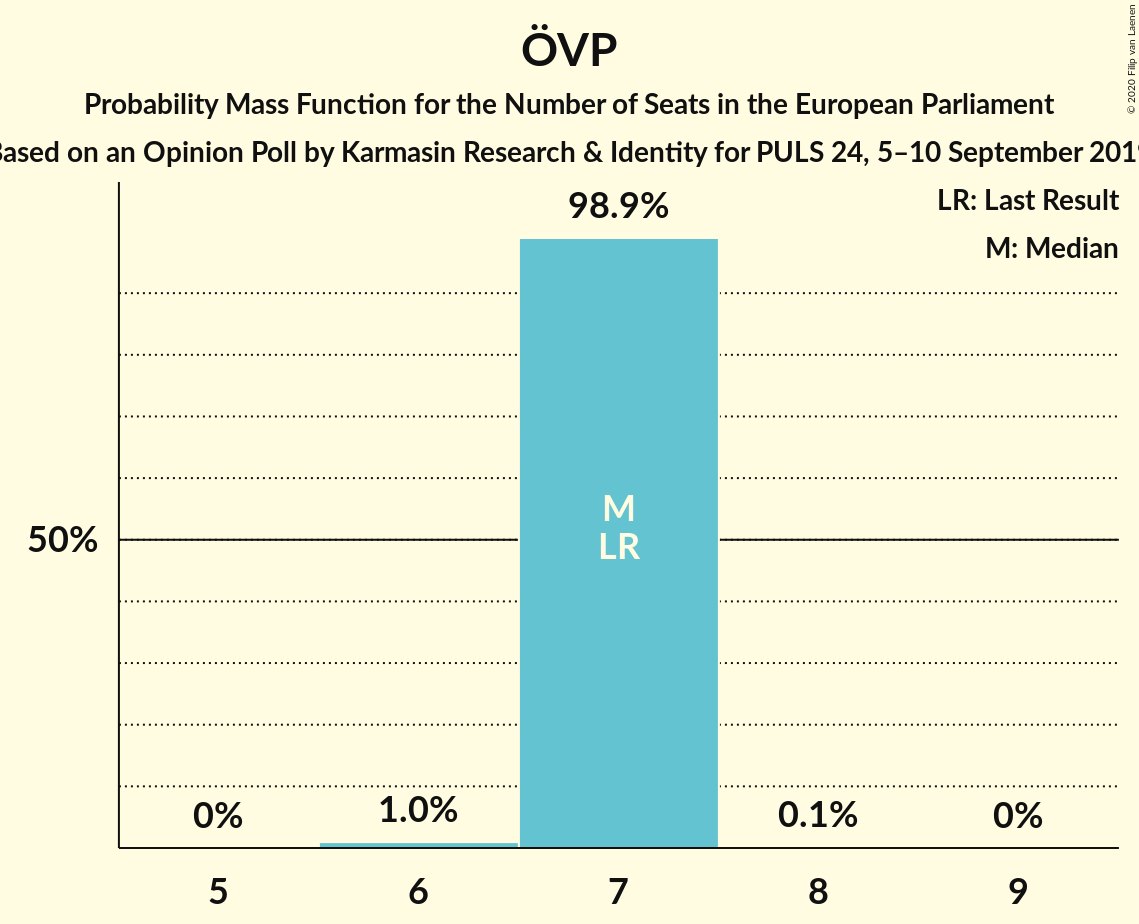 ÖVP
Probability Mass Function for the Number of Seats in the European Parliament
Based on an Opinion Poll by Karmasin Research & Identity for PULS 24, 5–10 September 2019
© 2020 Filip van Laenen
LR: Last Result
M: Median
98.9%
M
LR
50%
0%
1.0%
0.1%
0%
5
6
7
8
9